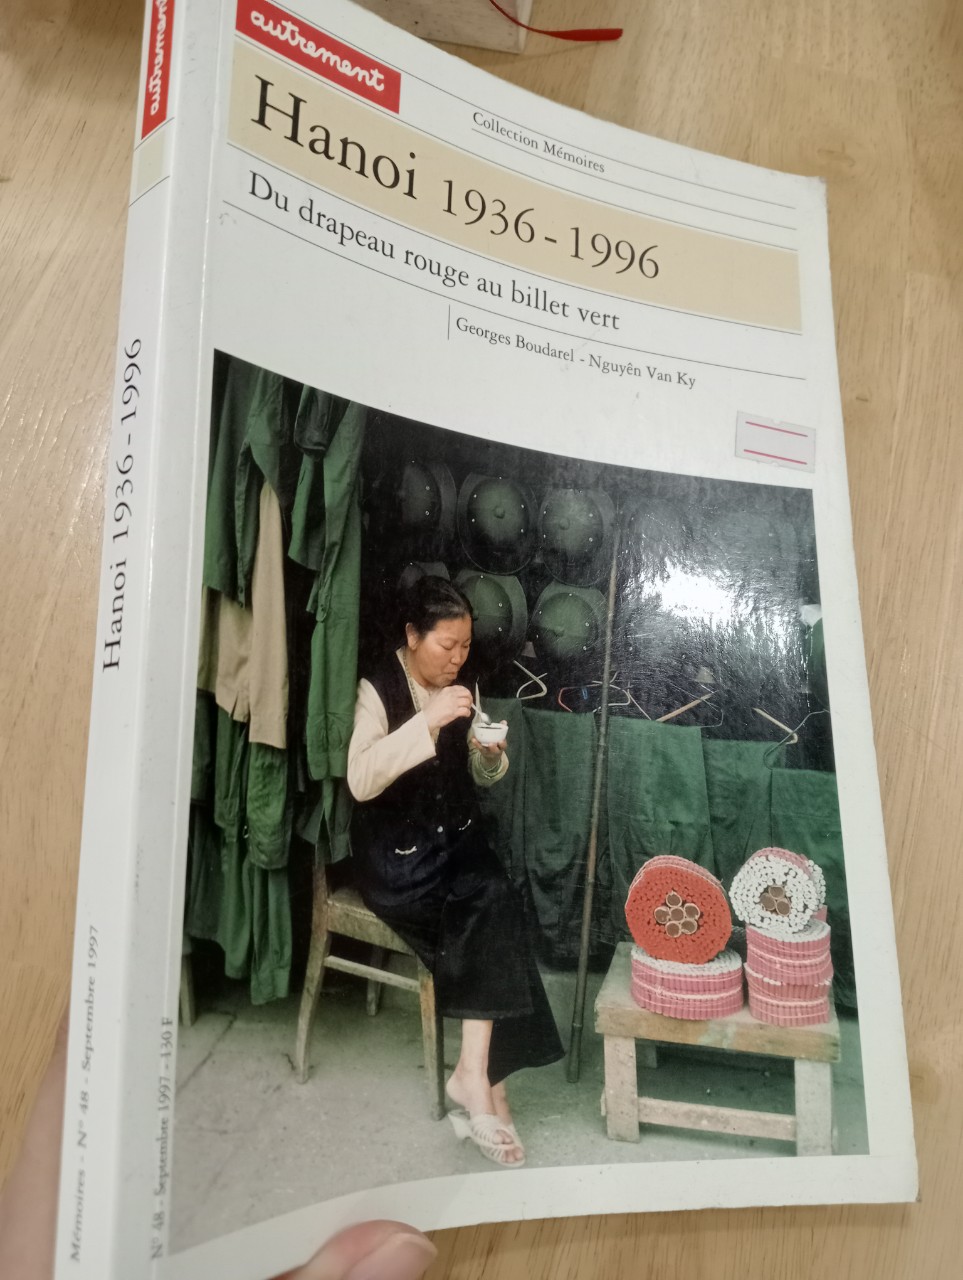 autrement
Collection Mémoires
Hanoi 1936-1996
Du drapeau rouge au billet vert
Georges Boudarel - Nguyên Van Ky
autrement
Hanoi 1936-1996
Mémoires - N° 48 - Septembre 1997
N° 48 - Septembre 1997 - 130 F